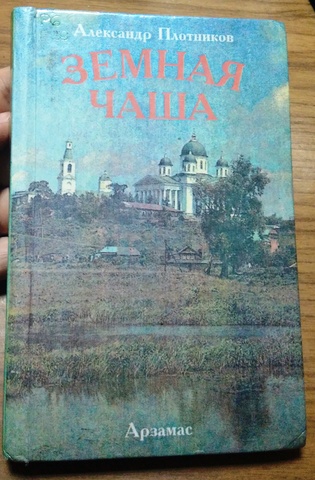 Александр Плотников
ЗЕМНАЯ
ЧАША
Арзамас